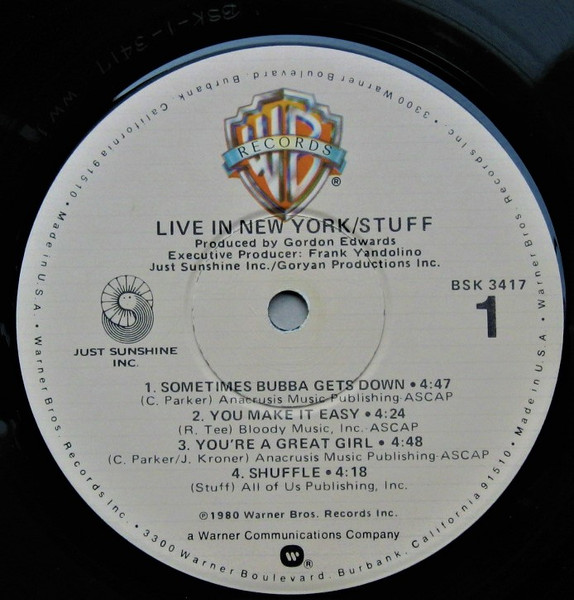 BSK-1-3417 WW1
WB
RECORDS
®
LIVE IN NEW YORK/STUFF
Produced by Gordon Edwards
Executive Producer: Frank Yandolino
Just Sunshine Inc./Goryan Productions Inc.
BSK 3417
1
JUST SUNSHINE
INC.
1. SOMETIMES BUBBA GETS DOWN • 4:47
(C. Parker) Anacrusis Music Publishing-ASCAP
2. YOU MAKE IT EASY • 4:24
(R. Tee) Bloody Music, Inc.-ASCAP
3. YOU'RE A GREAT GIRL • 4:48
(C. Parker/J. Kroner) Anacrusis Music Publishing-ASCAP
4. SHUFFLE • 4:18
(Stuff) All of Us Publishing, Inc.
℗1980 Warner Bros. Records Inc.
a Warner Communications Company
®
Warner Bros. Records Inc. • 3300 Warner Boulevard, Burbank, California 91510 • Made in U.S.A. • Warner Bros. Records Inc. • 3300 Warner Boulevard, Burbank, California 91510 • Made in U.S.A. •